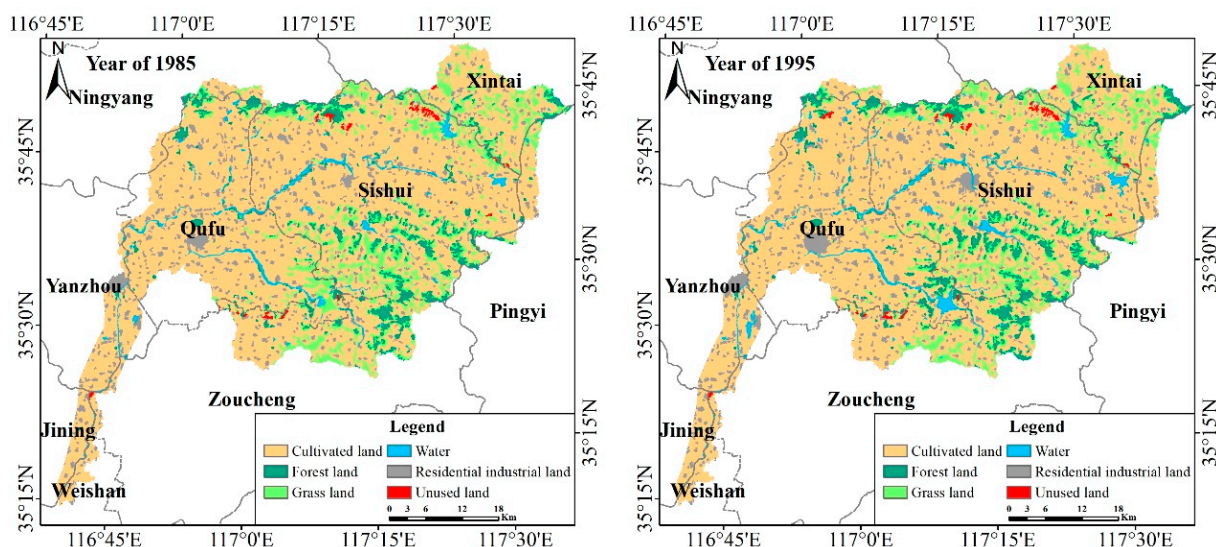 116°45'E 117°0'E 117°15'E 117°30'E
N
Year of 1985
Ningyang
Xintai
35°45'N
35°45'N
Sishui
Qufu
35°30'N
Yanzhou
Pingyi
35°30'N
Zoucheng
Jining
35°15'N
Weishan
35°15'N
Legend
Cultivated land
Water
Forest land
Residential industrial land
Grass land
Unused land
0 3 6 12 18
Km
116°45'E 117°0'E 117°15'E 117°30'E
116°45'E 117°0'E 117°15'E 117°30'E
N
Year of 1995
Ningyang
Xintai
35°45'N
35°45'N
Sishui
Qufu
35°30'N
Yanzhou
Pingyi
35°30'N
Zoucheng
Jining
35°15'N
Weishan
35°15'N
Legend
Cultivated land
Water
Forest land
Residential industrial land
Grass land
Unused land
0 3 6 12 18
Km
116°45'E 117°0'E 117°15'E 117°30'E